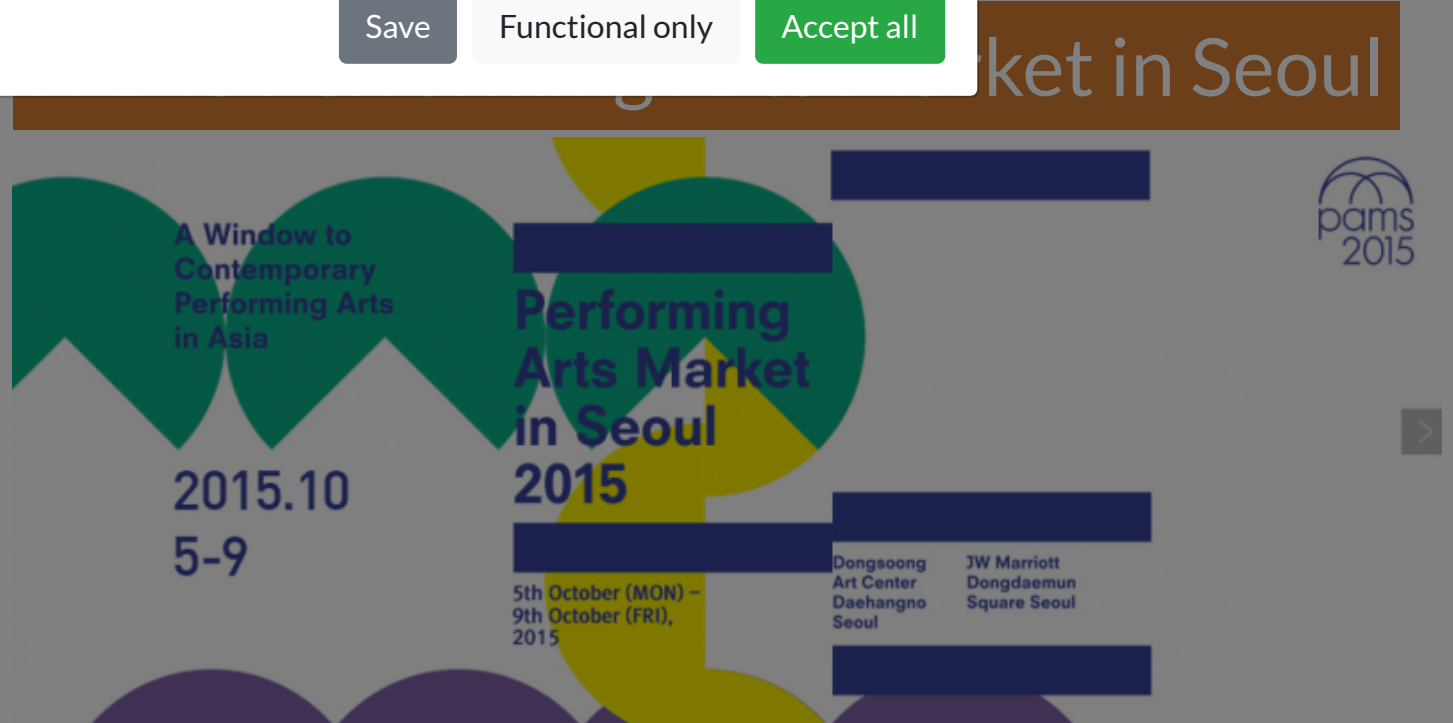 Save
Functional only
Accept all
ket in Seoul
pams
2015
A Window to
Contemporary
Performing Arts
in Asia
Performing
Arts Market
in Seoul
2015
2015.10
5-9
5th October (MON) –
9th October (FRI),
2015
Dongsoong
Art Center
Daehangno
Seoul
JW Marriott
Dongdaemun
Square Seoul